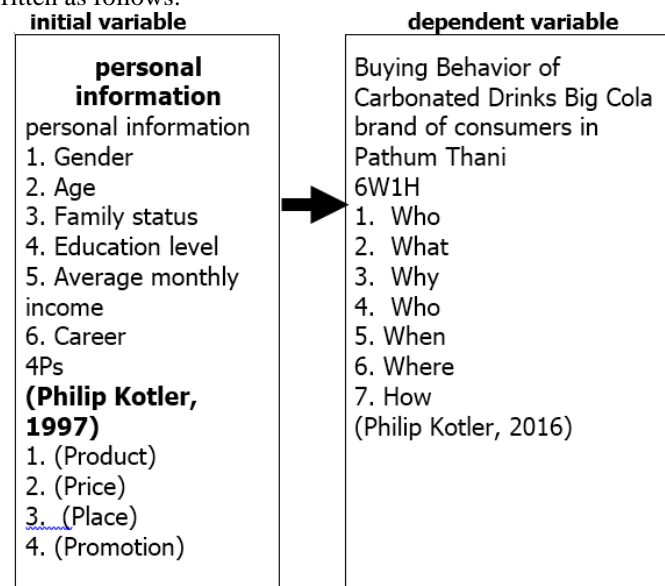 ritten as follows:
initial variable
personal
information
personal information
1. Gender
2. Age
3. Family status
4. Education level
5. Average monthly
income
6. Career
4Ps
(Philip Kotler,
1997)
1. (Product)
2. (Price)
3. (Place)
4. (Promotion)
dependent variable
Buying Behavior of
Carbonated Drinks Big Cola
brand of consumers in
Pathum Thani
6W1H
1. Who
2. What
3. Why
4. Who
5. When
6. Where
7. How
(Philip Kotler, 2016)